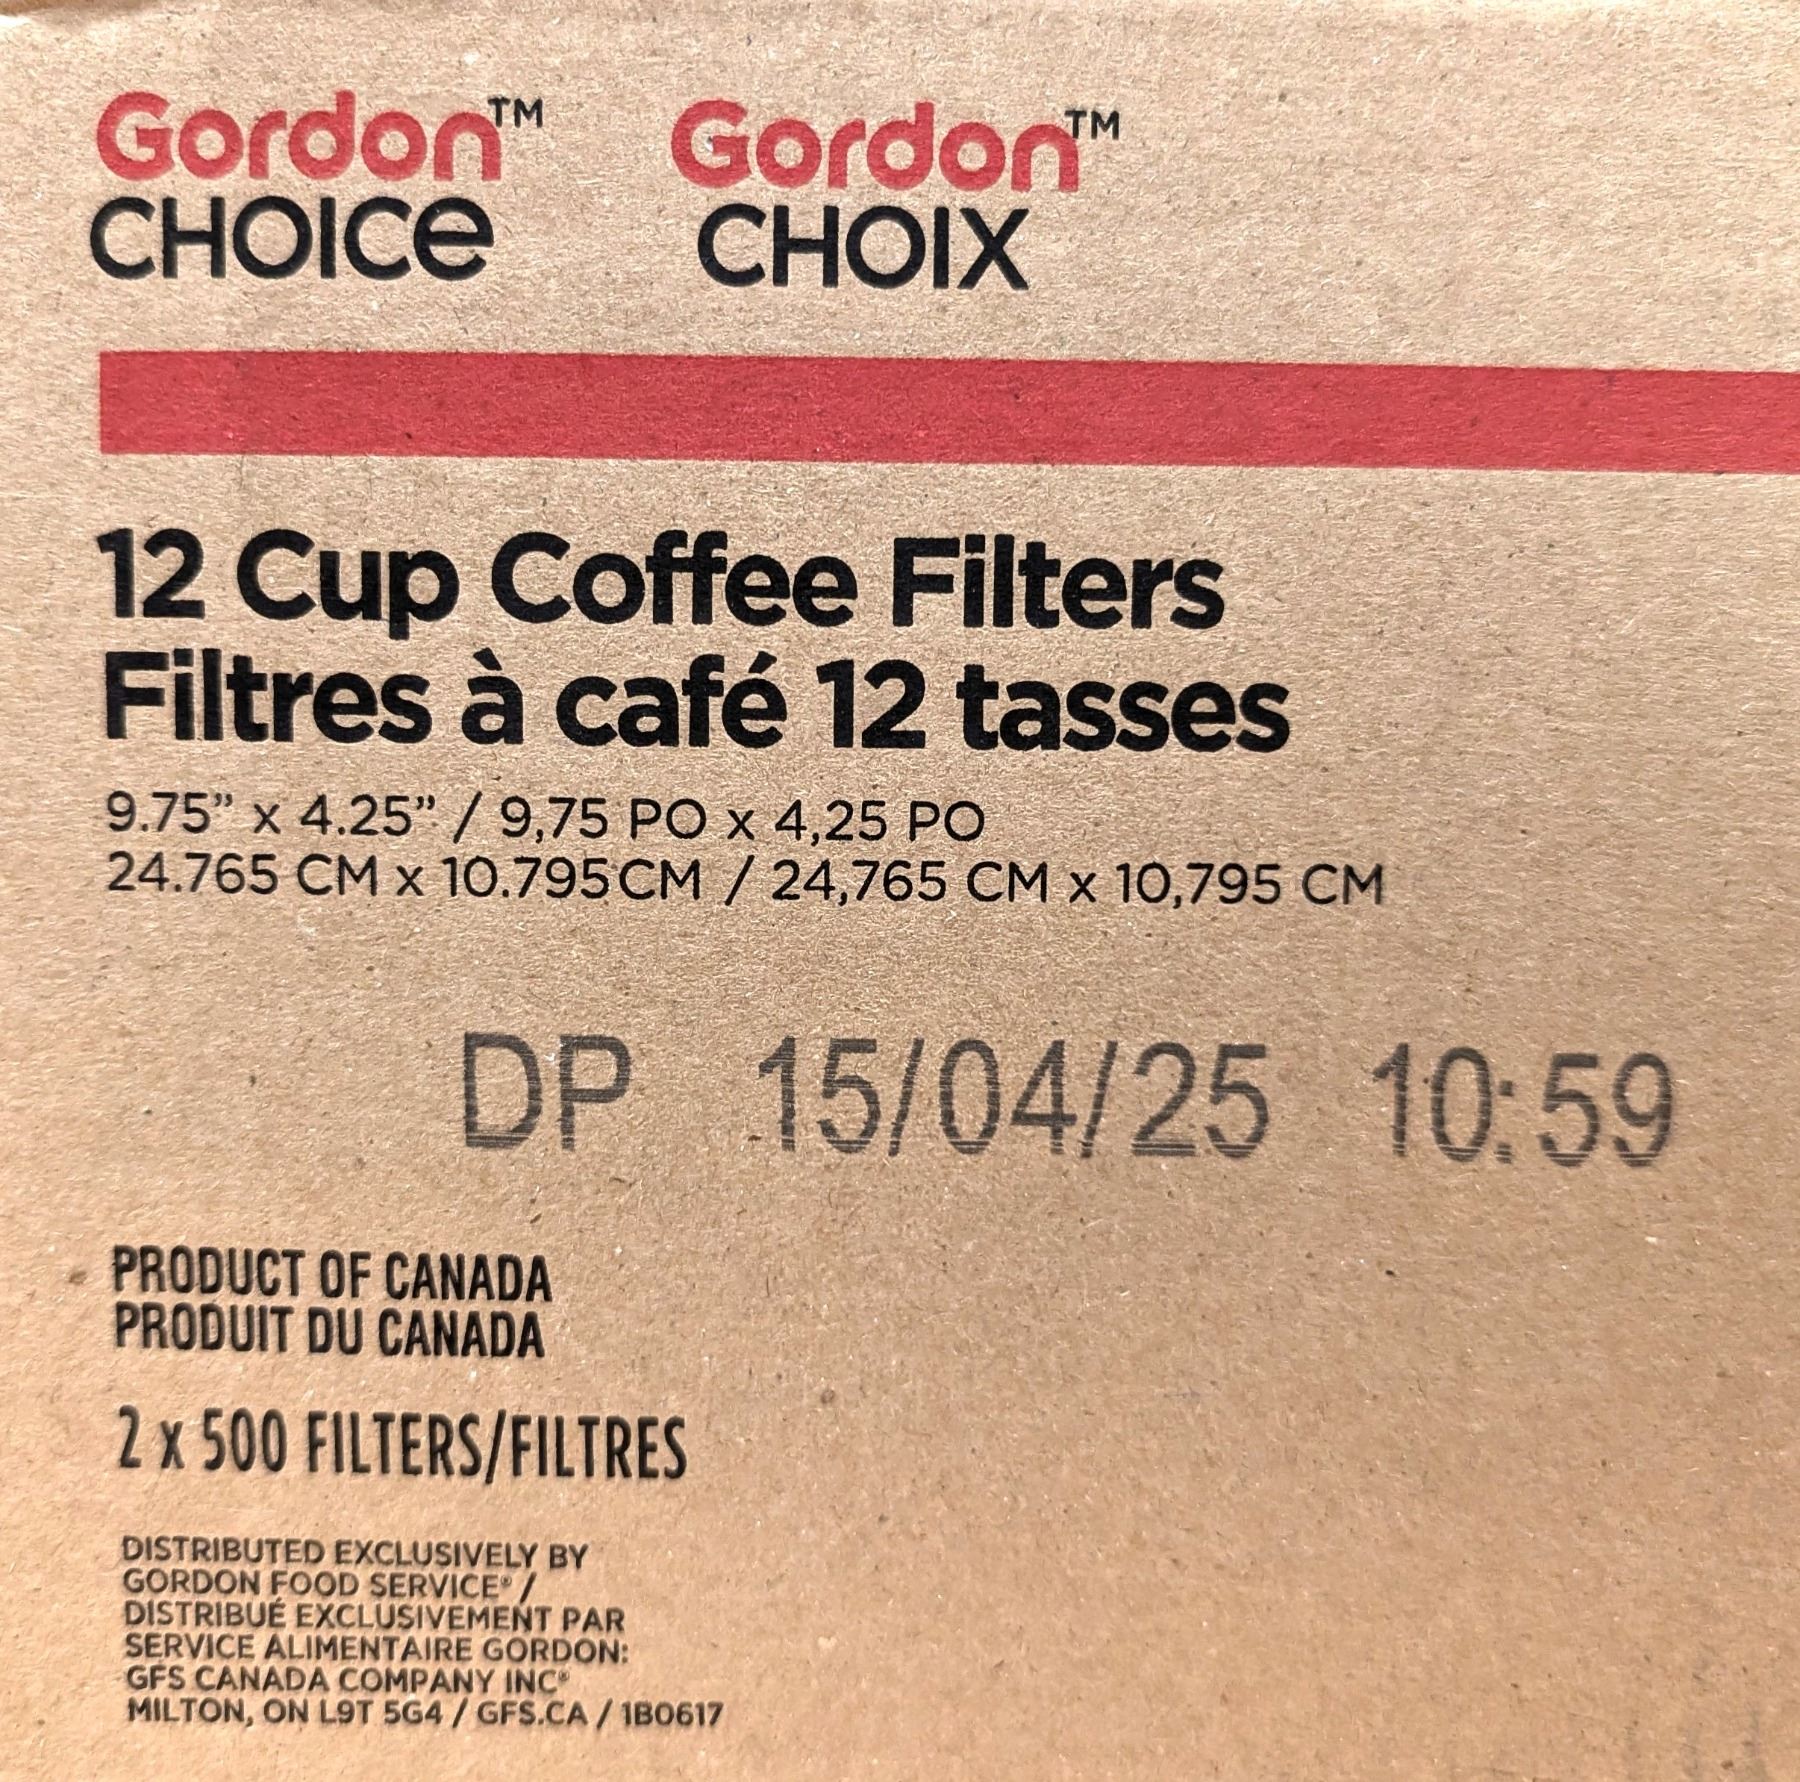 Gordon™ Gordon™
CHOICe CHOIX
12 Cup Coffee Filters
Filtres à café 12 tasses
9.75” x 4.25” / 9,75 PO x 4,25 PO
24.765 CM x 10.795CM / 24,765 CM x 10,795 CM
DP 15/04/25 10:59
PRODUCT OF CANADA
PRODUIT DU CANADA
2 x 500 FILTERS/FILTRES
DISTRIBUTED EXCLUSIVELY BY
GORDON FOOD SERVICE® /
DISTRIBUÉ EXCLUSIVEMENT PAR
SERVICE ALIMENTAIRE GORDON:
GFS CANADA COMPANY INC®
MILTON, ON L9T 5G4 / GFS.CA / 1B0617